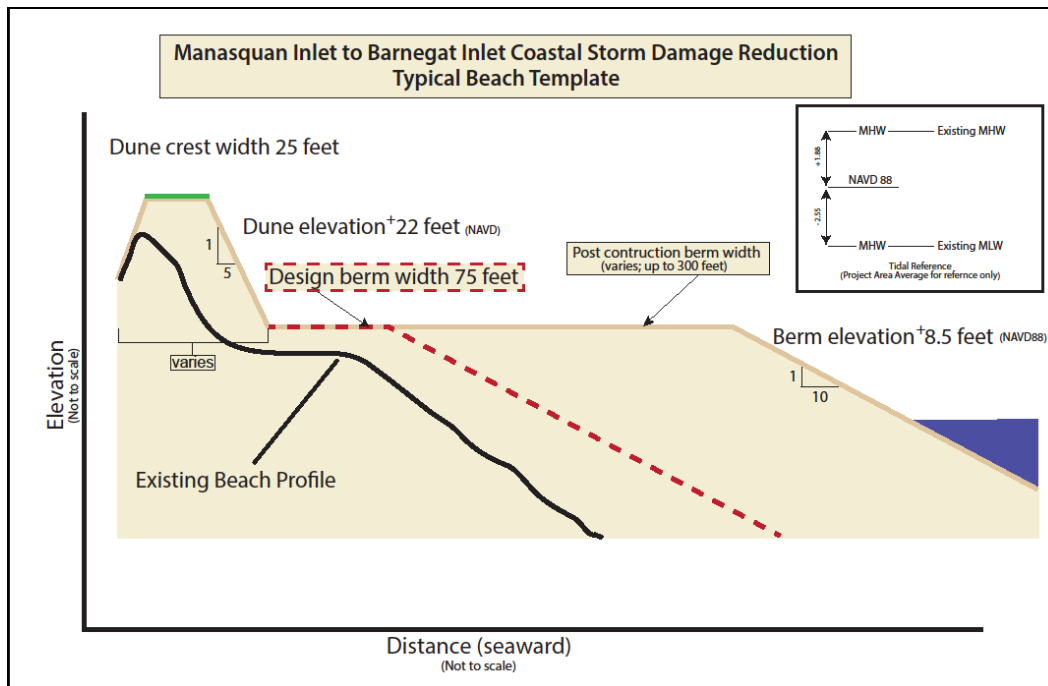 Manasquan Inlet to Barnegat Inlet Coastal Storm Damage Reduction
Typical Beach Template
Dune crest width 25 feet
Dune elevation +22 feet (NAVD)
1
5
Design berm width 75 feet
Post contruction berm width
(varies; up to 300 feet)
MHW
Existing MHW
+1.88
NAVD 88
-2.55
MHW
Existing MLW
Tidal Reference
(Project Area Average for refernce only)
Berm elevation +8.5 feet (NAVD88)
1
10
varies
Existing Beach Profile
Elevation
(Not to scale)
Distance (seaward)
(Not to scale)